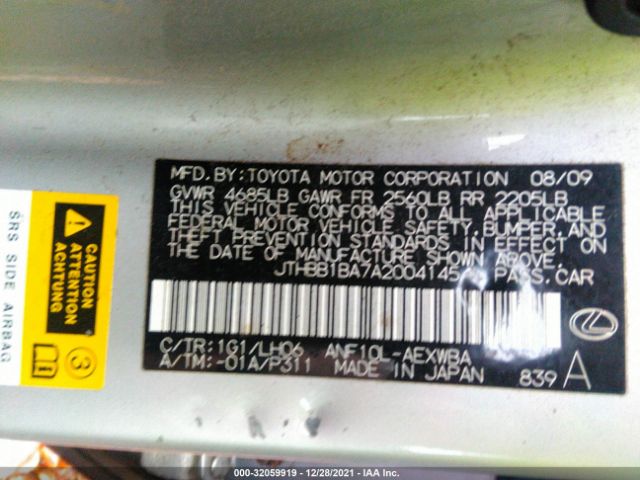 MFD.BY:TOYOTA MOTOR CORPORATION 08/09
GVWR 4685LB GAWR FR 2560LB RR 2205LB
THIS VEHICLE CONFORMS TO ALL APPLICABLE
FEDERAL MOTOR VEHICLE SAFETY, BUMPER, AND
THEFT PREVENTION STANDARDS IN EFFECT ON
THE DATE OF MANUFACTURE SHOWN ABOVE.
PASS.CAR
C/TR:1G1/LH06 ANF10L-AEXWBA
A/TM:-01A/P311 MADE IN JAPAN 839 A
CAUTION
ACHTUNG
SRS SIDE AIRBAG
3
000-32059919 - 12/28/2021 - IAA Inc.